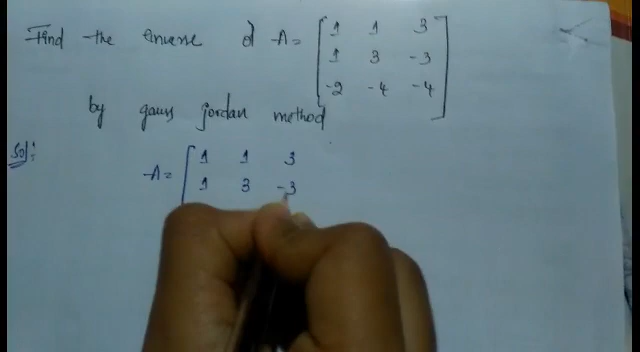 Find the inverse of A = [ 1 1 3
1 3 -3
-2 -4 -4 ]
by gauss jordan method
Sol:
A = [ 1 1 3
1 3 -3